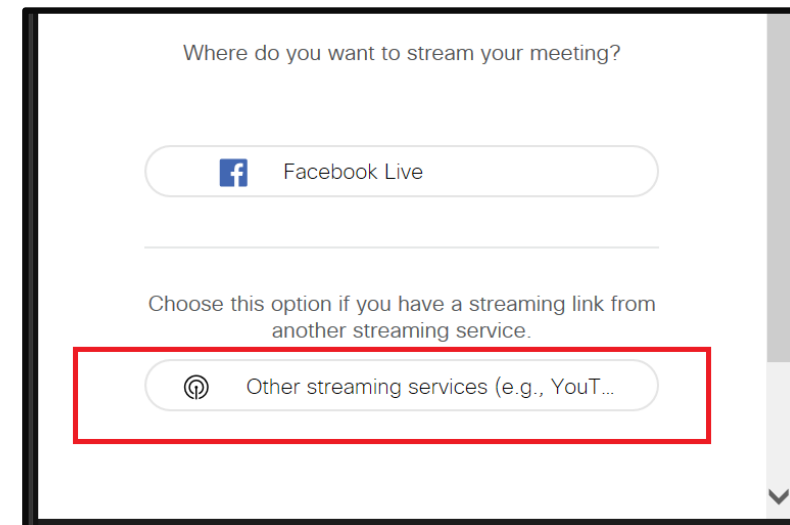 Where do you want to stream your meeting?
Facebook Live
Choose this option if you have a streaming link from
another streaming service.
Other streaming services (e.g., YouT...